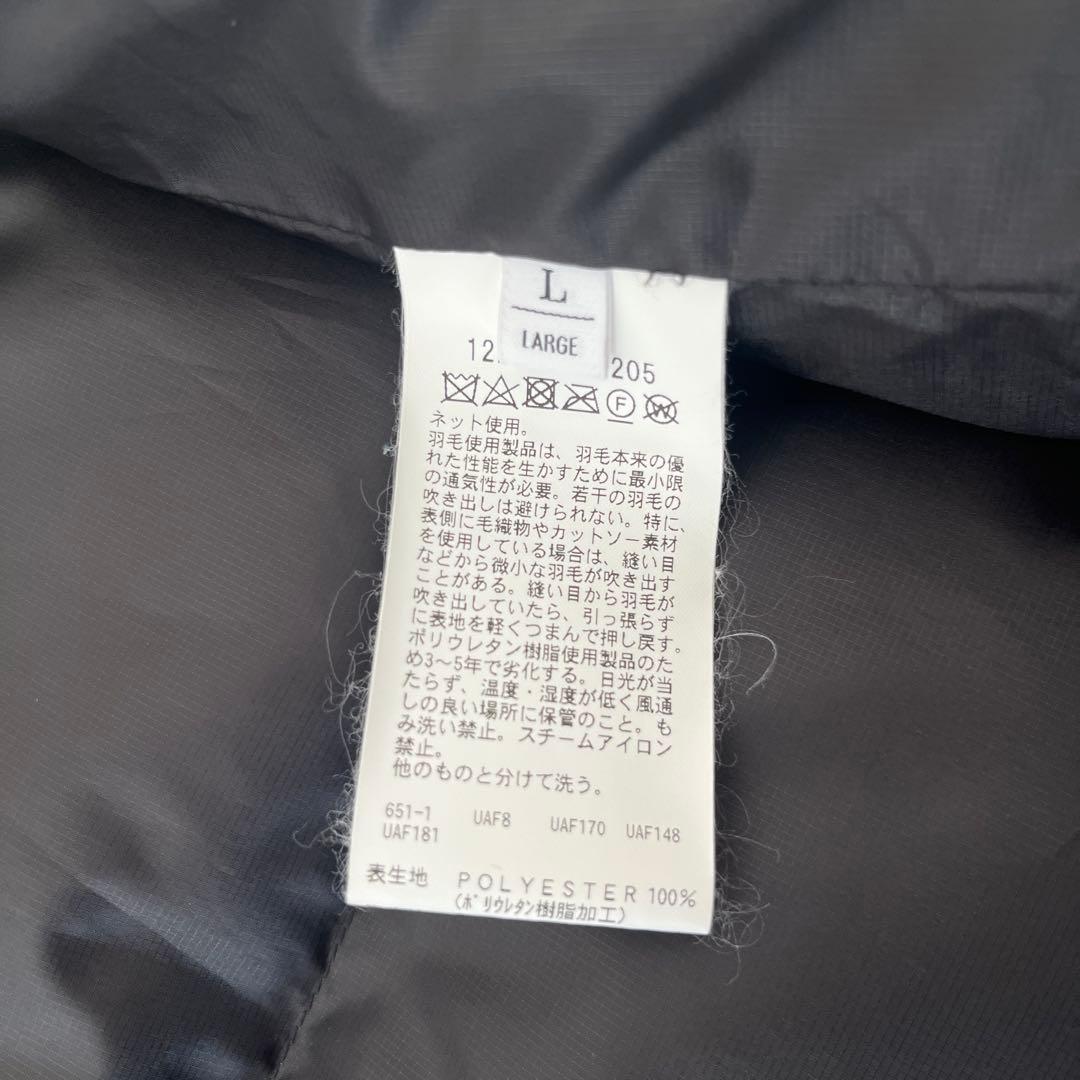 L
LARGE
12
205
F
W
ネット使用。
羽毛使用製品は、羽毛本来の優
れた性能を生かすために最小限
の通気性が必要。若干の羽毛の
吹き出しは避けられない。特に、
表側に毛織物やカットソー素材
を使用している場合は、縫い目
などから微小な羽毛が吹き出す
ことがある。縫い目から羽毛が
吹き出していたら、引っ張らず
に表地を軽くつまんで押し戻す。
ポリウレタン樹脂使用製品のた
め3〜5年で劣化する。日光が当
たらず、温度・湿度が低く風通
しの良い場所に保管のこと。も
み洗い禁止。スチームアイロン
禁止。
他のものと分けて洗う。
651-1 UAF8 UAF170 UAF148
UAF181
表生地 POLYESTER 100%
(ポリウレタン樹脂加工)